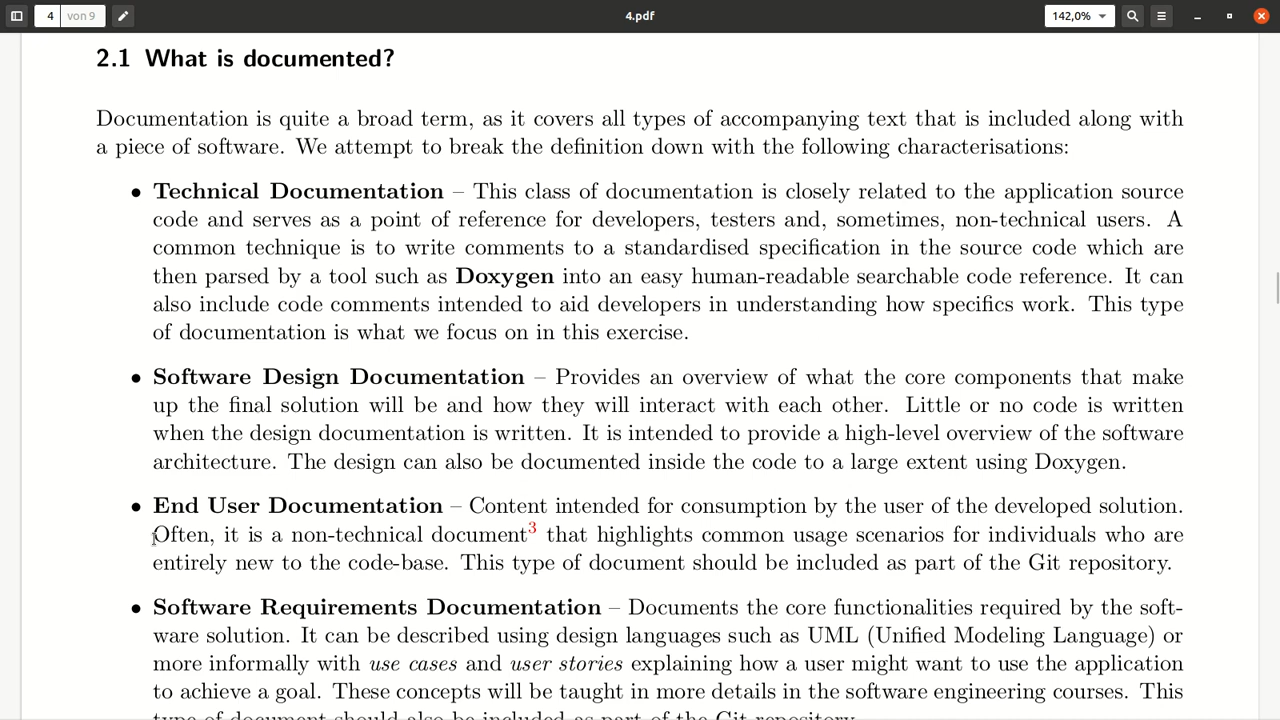 4 von 9 4.pdf 142,0%
2.1 What is documented?
Documentation is quite a broad term, as it covers all types of accompanying text that is included along with
a piece of software. We attempt to break the definition down with the following characterisations:
• Technical Documentation – This class of documentation is closely related to the application source
code and serves as a point of reference for developers, testers and, sometimes, non-technical users. A
common technique is to write comments to a standardised specification in the source code which are
then parsed by a tool such as Doxygen into an easy human-readable searchable code reference. It can
also include code comments intended to aid developers in understanding how specifics work. This type
of documentation is what we focus on in this exercise.
• Software Design Documentation – Provides an overview of what the core components that make
up the final solution will be and how they will interact with each other. Little or no code is written
when the design documentation is written. It is intended to provide a high-level overview of the software
architecture. The design can also be documented inside the code to a large extent using Doxygen.
• End User Documentation – Content intended for consumption by the user of the developed solution.
Often, it is a non-technical document3 that highlights common usage scenarios for individuals who are
entirely new to the code-base. This type of document should be included as part of the Git repository.
• Software Requirements Documentation – Documents the core functionalities required by the soft-
ware solution. It can be described using design languages such as UML (Unified Modeling Language) or
more informally with use cases and user stories explaining how a user might want to use the application
to achieve a goal. These concepts will be taught in more details in the software engineering courses. This
type of document should also be included as part of the Git repository.